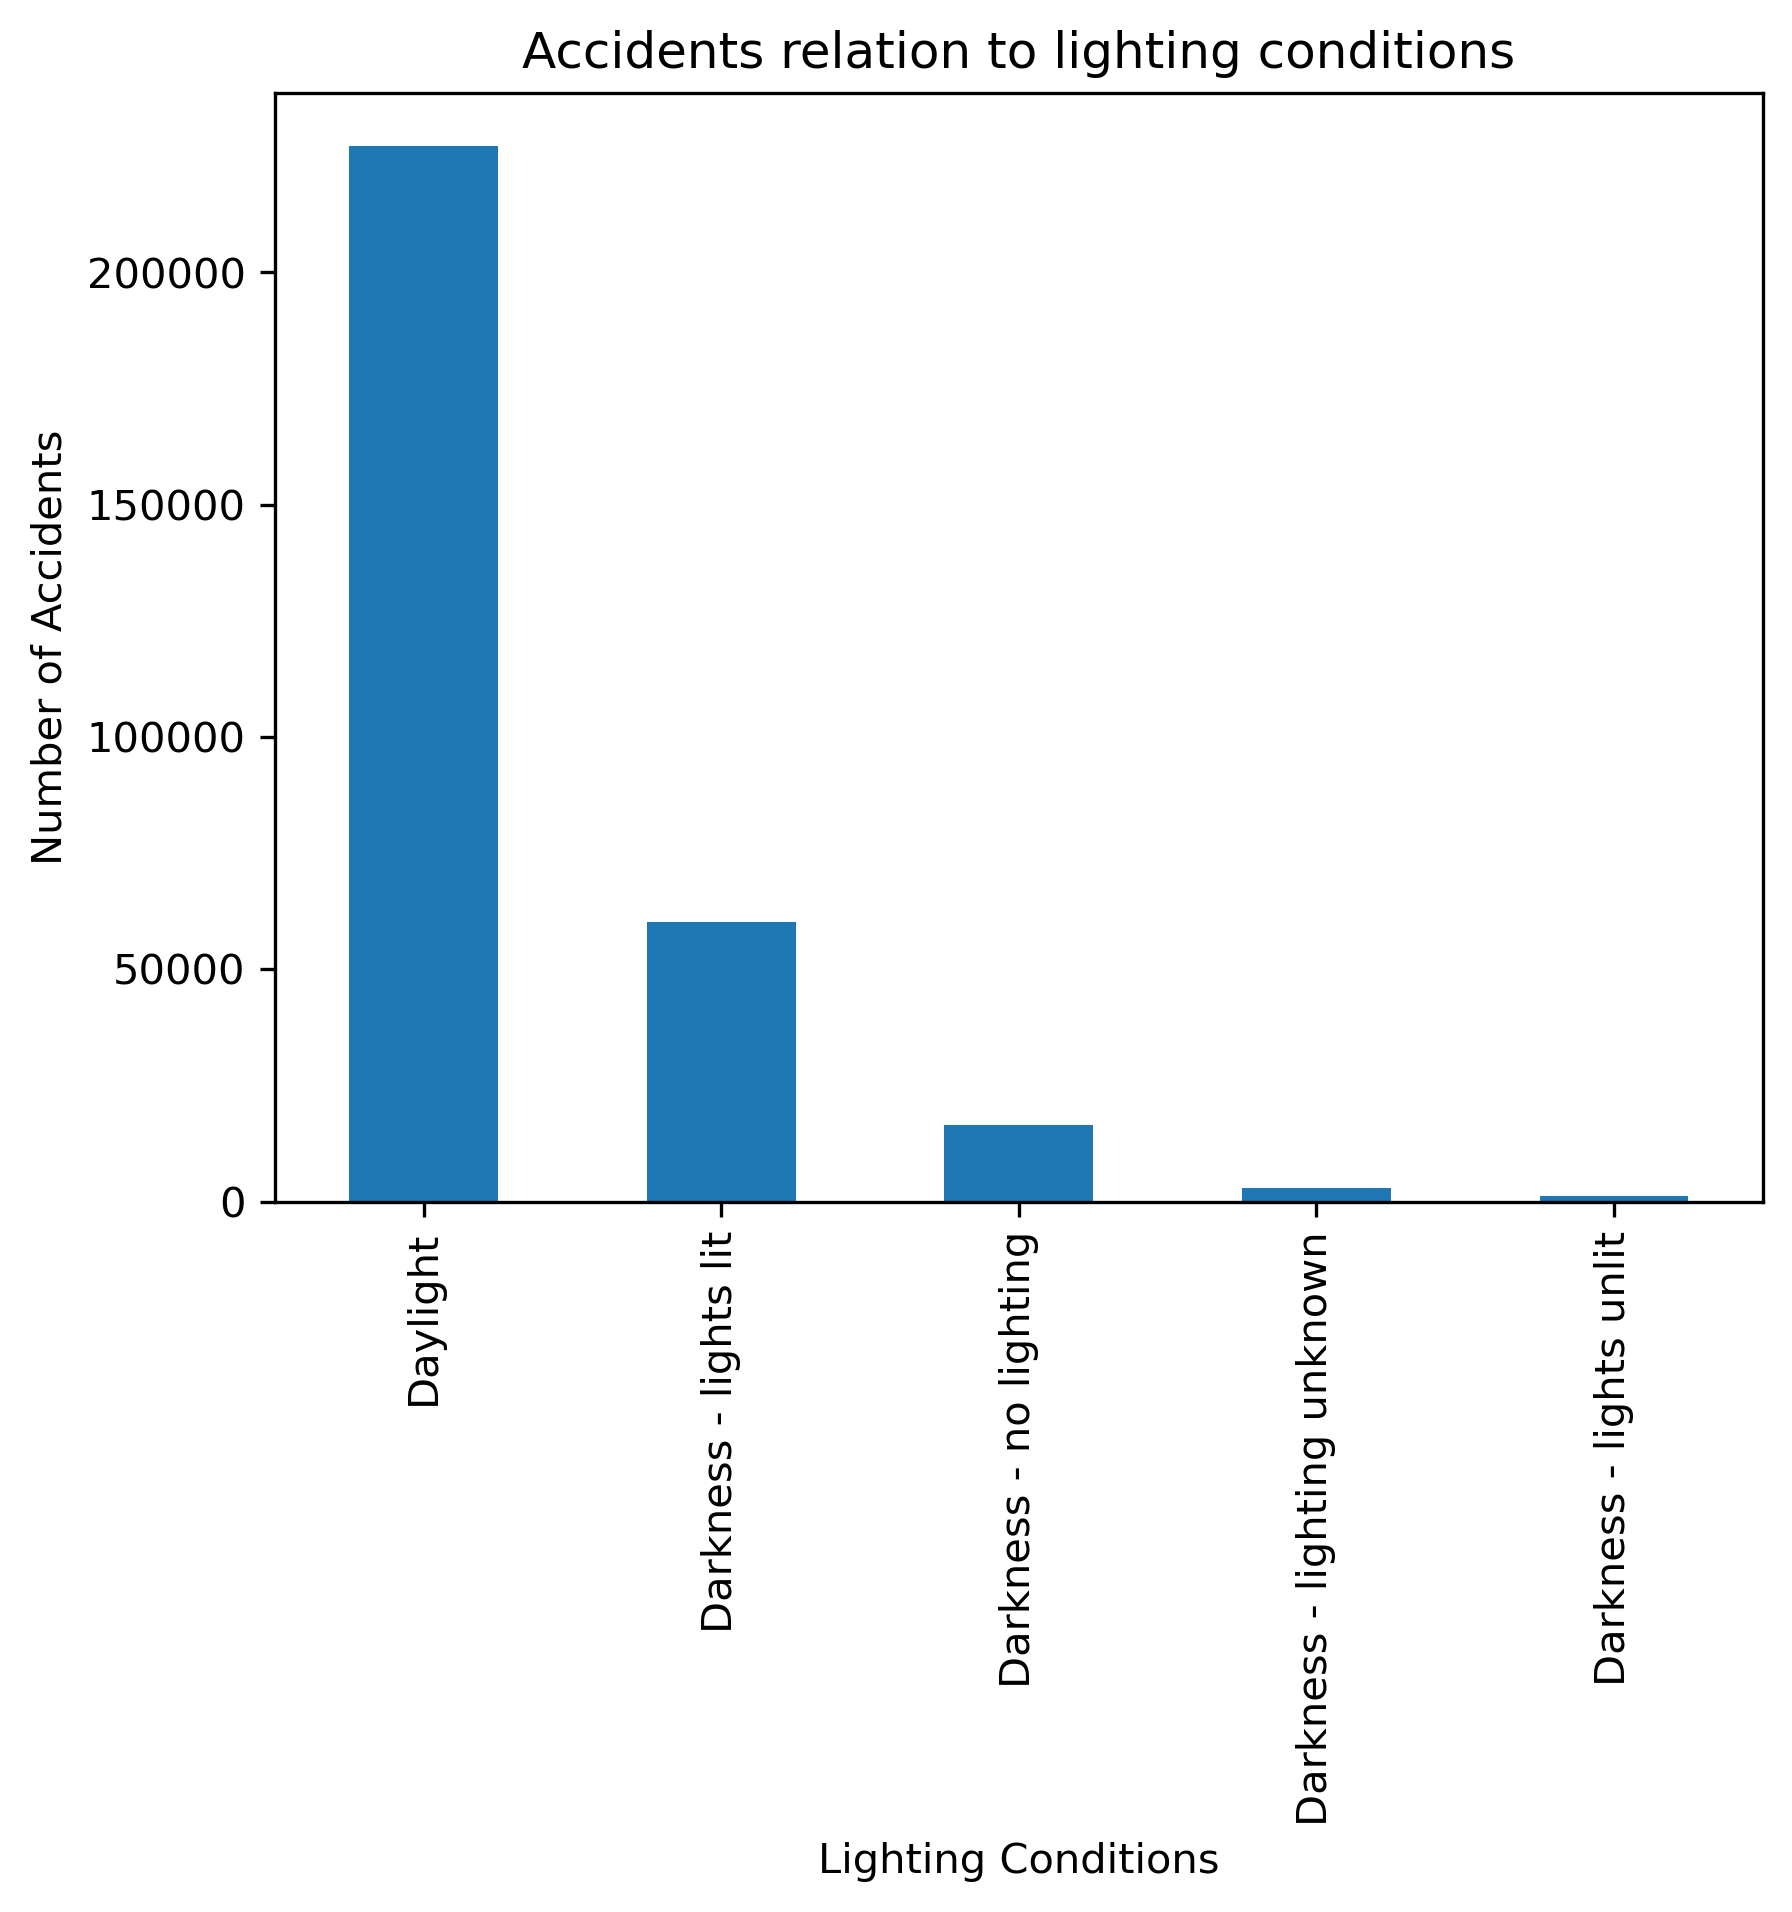 Accidents relation to lighting conditions
Number of Accidents
200000
150000
100000
50000
0
Daylight
Darkness - lights lit
Darkness - no lighting
Darkness - lighting unknown
Darkness - lights unlit
Lighting Conditions